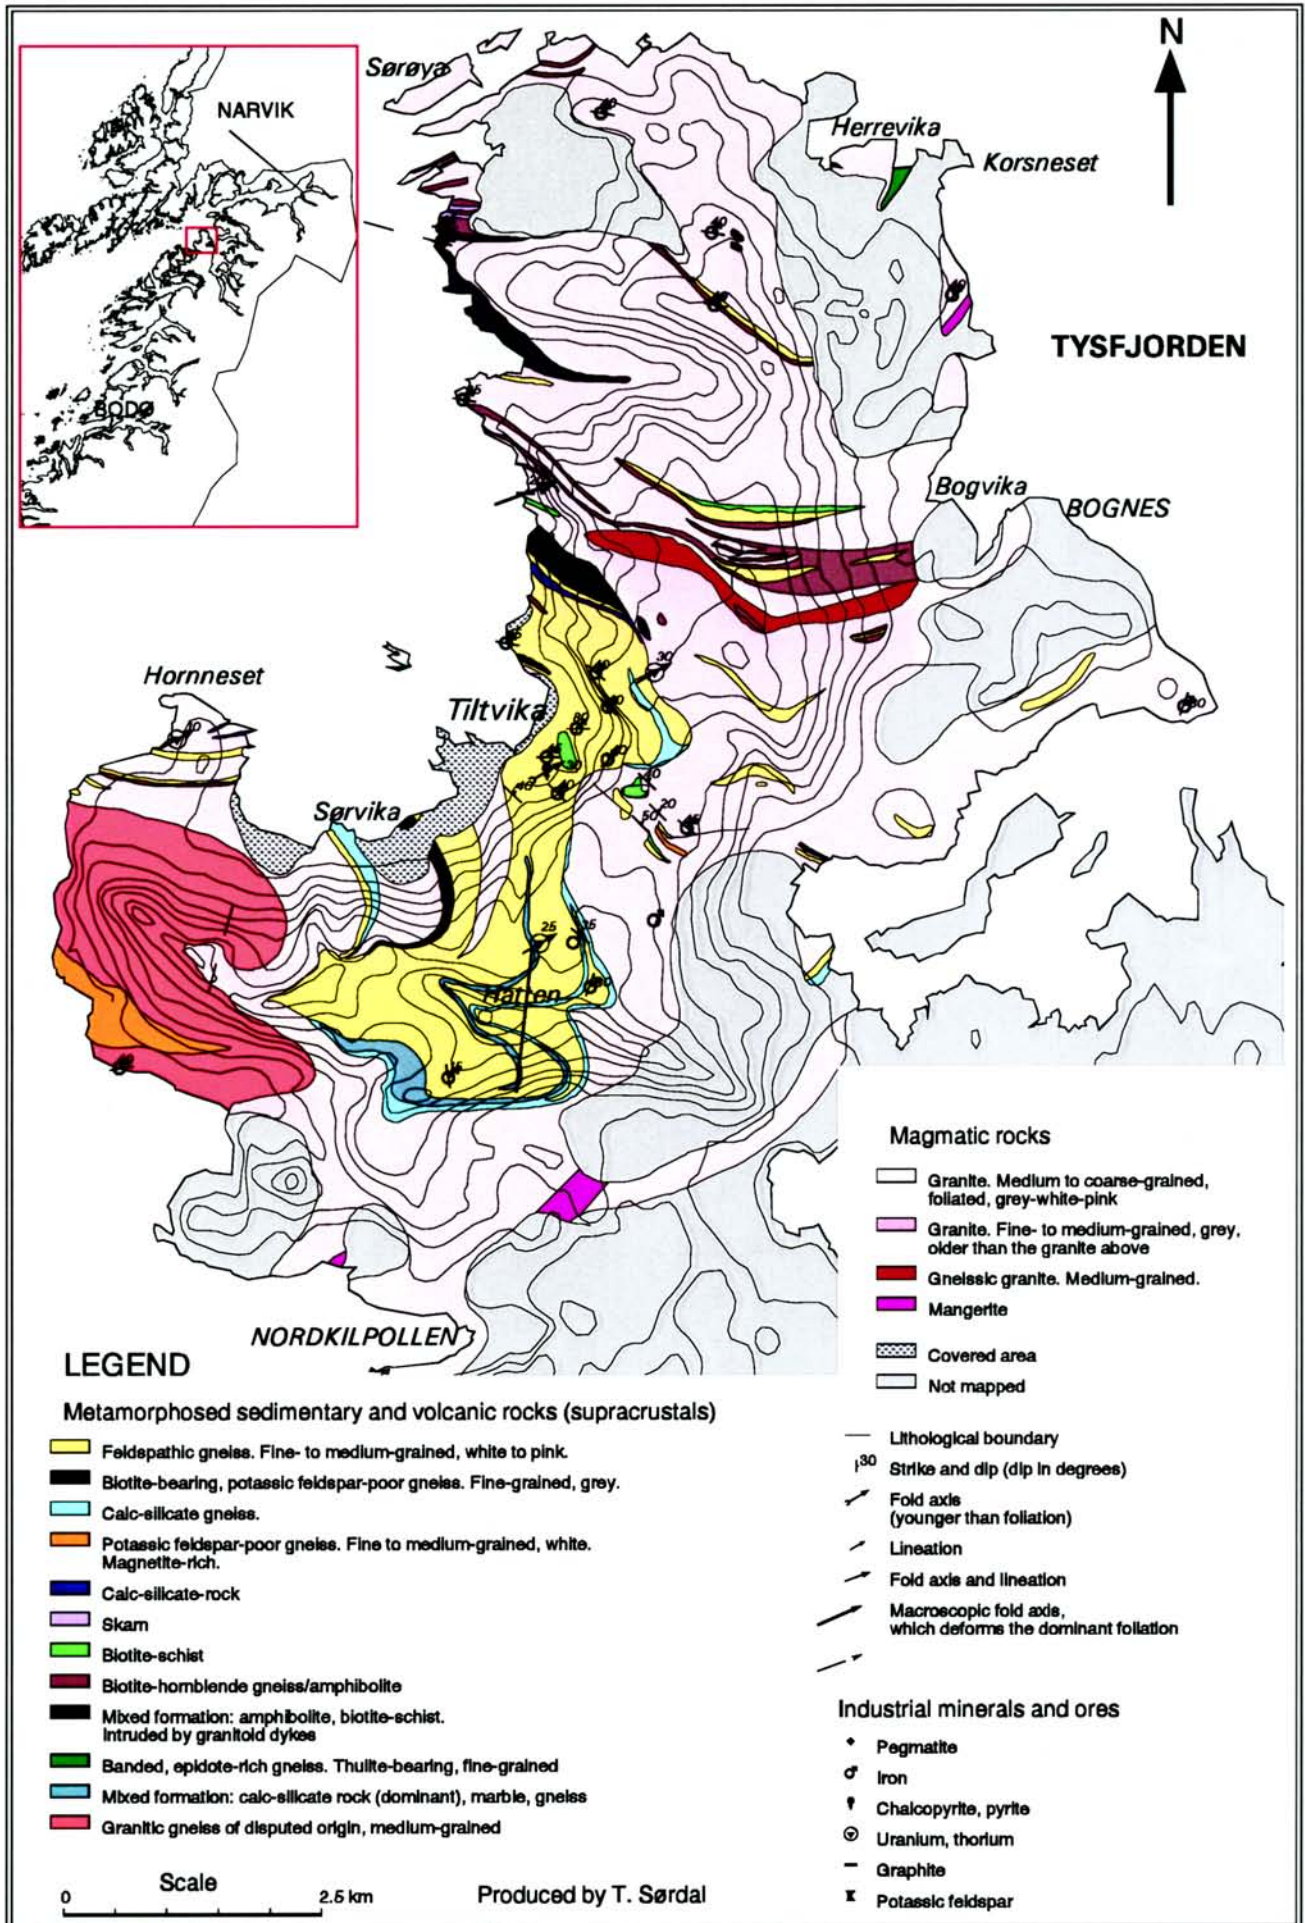 N
Sørøya
NARVIK
Herrevika
Korsneset
TYSFJORDEN
BODØ
Bogvika
BOGNES
30
Hornneset
Tiltvika
20
50
Sørvika
25
Hatten
NORDKILPOLLEN
Magmatic rocks
Granite. Medium to coarse-grained,
foliated, grey-white-pink
Granite. Fine- to medium-grained, grey,
older than the granite above
Gneissic granite. Medium-grained.
Mangerite
Covered area
Not mapped
LEGEND
Metamorphosed sedimentary and volcanic rocks (supracrustals)
Feldspathic gneiss. Fine- to medium-grained, white to pink.
Biotite-bearing, potassic feldspar-poor gneiss. Fine-grained, grey.
Calc-silicate gneiss.
Potassic feldspar-poor gneiss. Fine to medium-grained, white.
Magnetite-rich.
Calc-silicate-rock
Skarn
Biotite-schist
Biotite-hornblende gneiss/amphibolite
Mixed formation: amphibolite, biotite-schist.
Intruded by granitoid dykes
Banded, epidote-rich gneiss. Thulite-bearing, fine-grained
Mixed formation: calc-silicate rock (dominant), marble, gneiss
Granitic gneiss of disputed origin, medium-grained
Lithological boundary
30 Strike and dip (dip in degrees)
Fold axis
(younger than foliation)
Lineation
Fold axis and lineation
Macroscopic fold axis,
which deforms the dominant foliation
Industrial minerals and ores
Pegmatite
Iron
Chalcopyrite, pyrite
Uranium, thorium
Graphite
Potassic feldspar
Scale
0 2.5 km
Produced by T. Sørdal